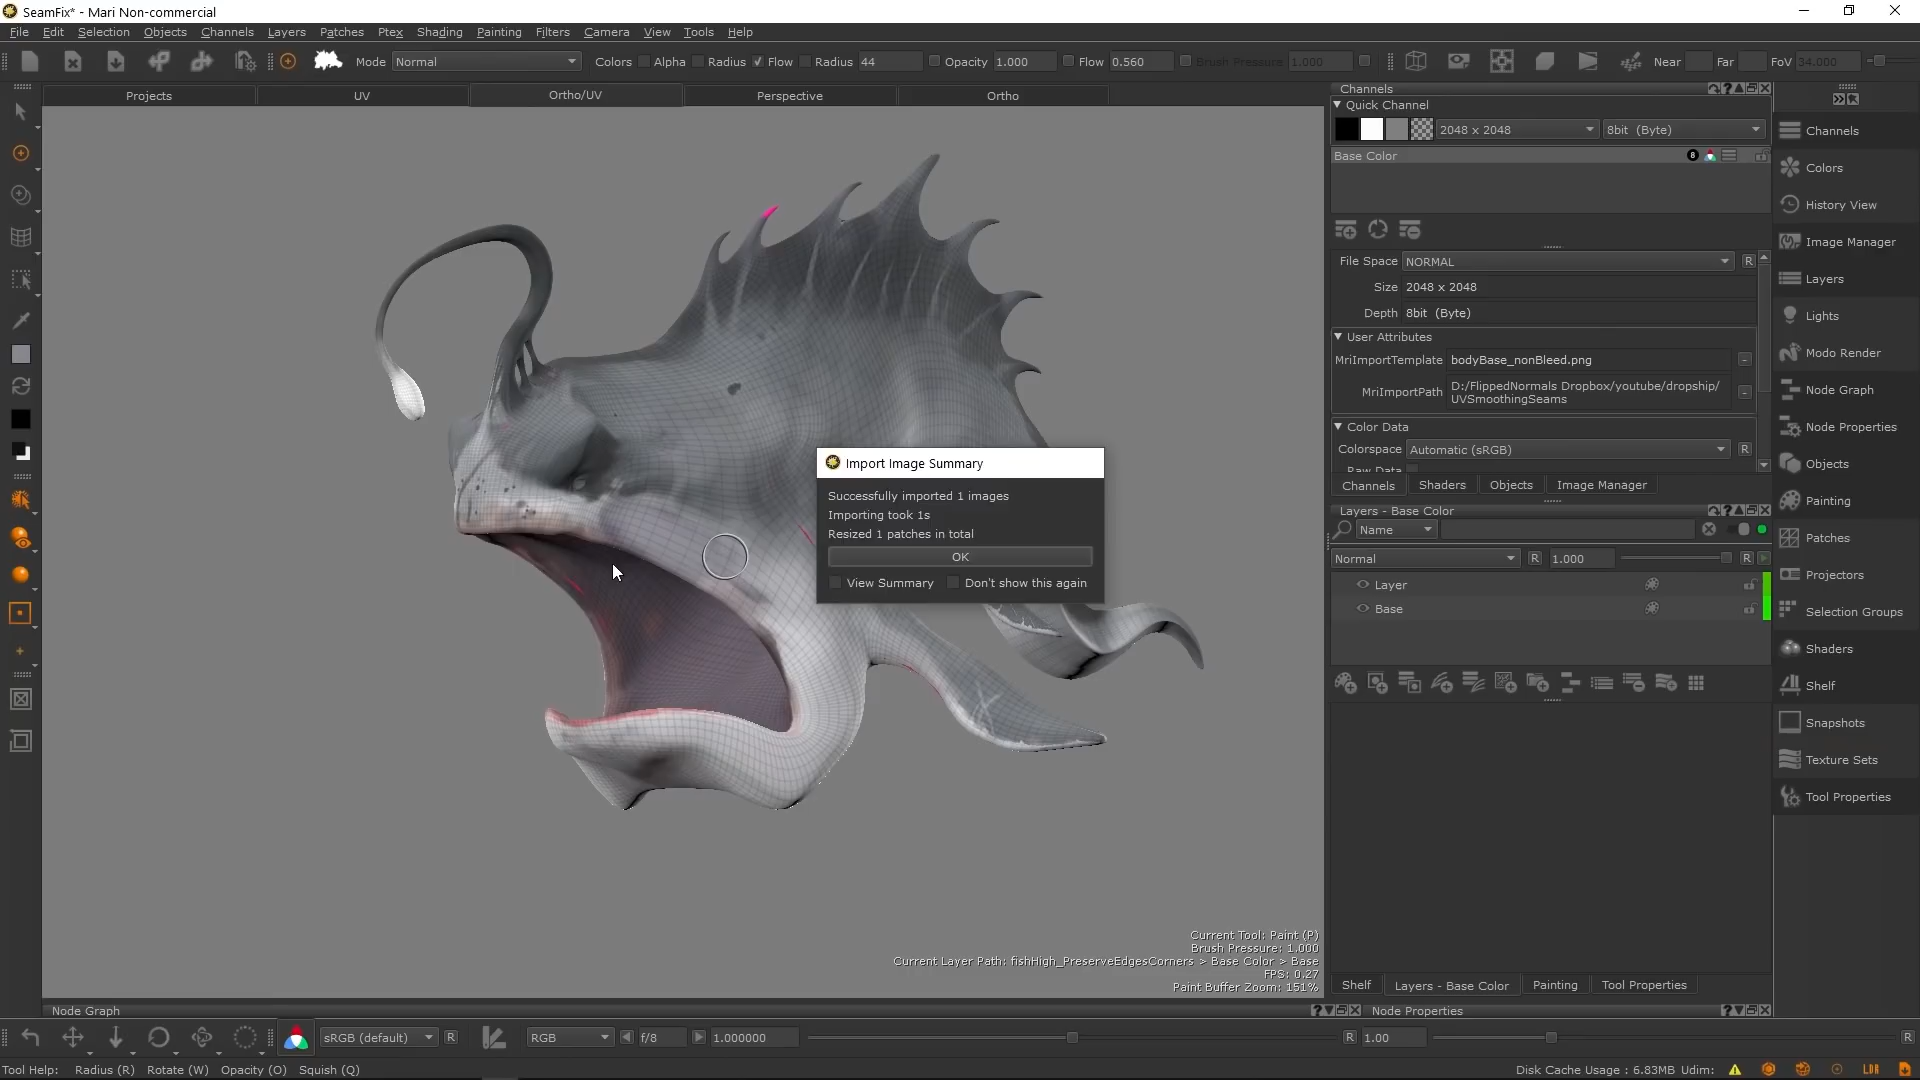 SeamFix* - Mari Non-commercial
File Edit Selection Objects Channels Layers Patches Ptex Shading Painting Filters Camera View Tools Help
Mode Normal Colors Alpha Radius Flow Radius 44 Opacity 1.000 Flow 0.560 Brush Pressure 1.000 Near Far FoV 34.000
Projects UV Ortho/UV Perspective Ortho
Channels
Quick Channel
2048 x 2048 8bit (Byte)
Base Color 8
File Space NORMAL R
Size 2048 x 2048
Depth 8bit (Byte)
User Attributes
MriImportTemplate bodyBase_nonBleed.png
MriImportPath D:/FlippedNormals Dropbox/youtube/dropship/
UVSmoothingSeams
Color Data
Colorspace Automatic (sRGB) R
Raw Data
Channels Shaders Objects Image Manager
Layers - Base Color
Name
Normal R 1.000 R
Layer
Base
Shelf Layers - Base Color Painting Tool Properties
Channels
Colors
History View
Image Manager
Layers
Lights
Modo Render
Node Graph
Node Properties
Objects
Painting
Patches
Projectors
Selection Groups
Shaders
Shelf
Snapshots
Texture Sets
Tool Properties
Import Image Summary
Successfully imported 1 images
Importing took 1s
Resized 1 patches in total
OK
View Summary Don't show this again
Current Tool: Paint (P)
Brush Pressure: 1.000
Current Layer Path: fishHigh_PreserveEdgesCorners > Base Color > Base
FPS: 0.27
Paint Buffer Zoom: 151%
Node Graph Node Properties
sRGB (default) R RGB f/8 1.000000 R 1.00 R
Tool Help: Radius (R) Rotate (W) Opacity (O) Squish (Q) Disk Cache Usage : 6.83MB Udim: LDR